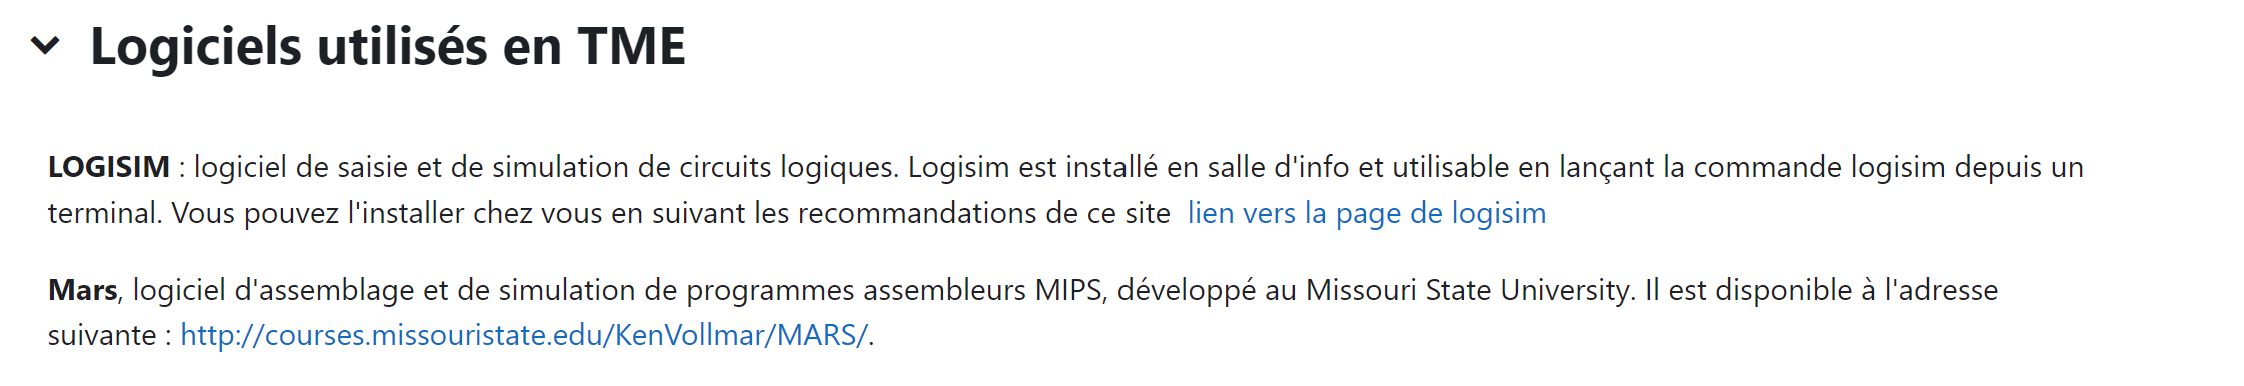 Logiciels utilisés en TME
LOGISIM : logiciel de saisie et de simulation de circuits logiques. Logisim est installé en salle d'info et utilisable en lançant la commande logisim depuis un
terminal. Vous pouvez l'installer chez vous en suivant les recommandations de ce site lien vers la page de logisim
Mars, logiciel d'assemblage et de simulation de programmes assembleurs MIPS, développé au Missouri State University. Il est disponible à l'adresse
suivante : http://courses.missouristate.edu/KenVollmar/MARS/.